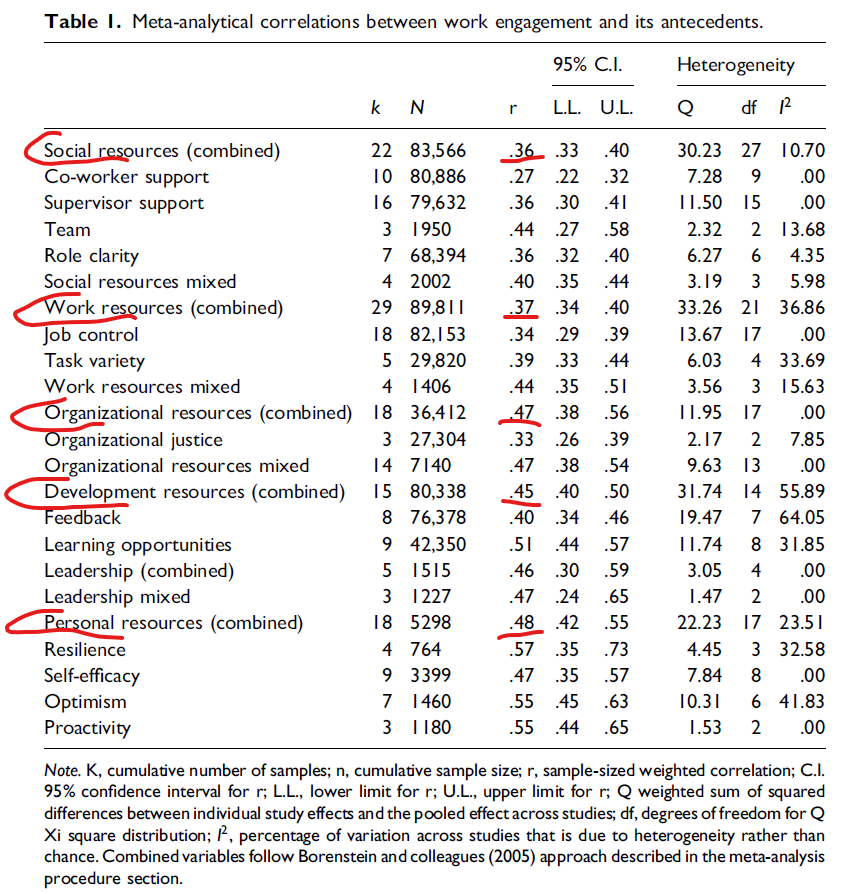 Table 1. Meta-analytical correlations between work engagement and its antecedents.
95% C.I. Heterogeneity
k N r L.L. U.L. Q df I²
Social resources (combined) 22 83,566 .36 .33 .40 30.23 27 10.70
Co-worker support 10 80,886 .27 .22 .32 7.28 9 .00
Supervisor support 16 79,632 .36 .30 .41 11.50 15 .00
Team 3 1950 .44 .27 .58 2.32 2 13.68
Role clarity 7 68,394 .36 .32 .40 6.27 6 4.35
Social resources mixed 4 2002 .40 .35 .44 3.19 3 5.98
Work resources (combined) 29 89,811 .37 .34 .40 33.26 21 36.86
Job control 18 82,153 .34 .29 .39 13.67 17 .00
Task variety 5 29,820 .39 .33 .44 6.03 4 33.69
Work resources mixed 4 1406 .44 .35 .51 3.56 3 15.63
Organizational resources (combined) 18 36,412 .47 .38 .56 11.95 17 .00
Organizational justice 3 27,304 .33 .26 .39 2.17 2 7.85
Organizational resources mixed 14 7140 .47 .38 .54 9.63 13 .00
Development resources (combined) 15 80,338 .45 .40 .50 31.74 14 55.89
Feedback 8 76,378 .40 .34 .46 19.47 7 64.05
Learning opportunities 9 42,350 .51 .44 .57 11.74 8 31.85
Leadership (combined) 5 1515 .46 .30 .59 3.05 4 .00
Leadership mixed 3 1227 .47 .24 .65 1.47 2 .00
Personal resources (combined) 18 5298 .48 .42 .55 22.23 17 23.51
Resilience 4 764 .57 .35 .73 4.45 3 32.58
Self-efficacy 9 3399 .47 .35 .57 7.84 8 .00
Optimism 7 1460 .55 .45 .63 10.31 6 41.83
Proactivity 3 1180 .55 .44 .65 1.53 2 .00
Note. K, cumulative number of samples; n, cumulative sample size; r, sample-sized weighted correlation; C.I.
95% confidence interval for r; L.L., lower limit for r; U.L., upper limit for r; Q weighted sum of squared
differences between individual study effects and the pooled effect across studies; df, degrees of freedom for Q
Xi square distribution; I², percentage of variation across studies that is due to heterogeneity rather than
chance. Combined variables follow Borenstein and colleagues (2005) approach described in the meta-analysis
procedure section.